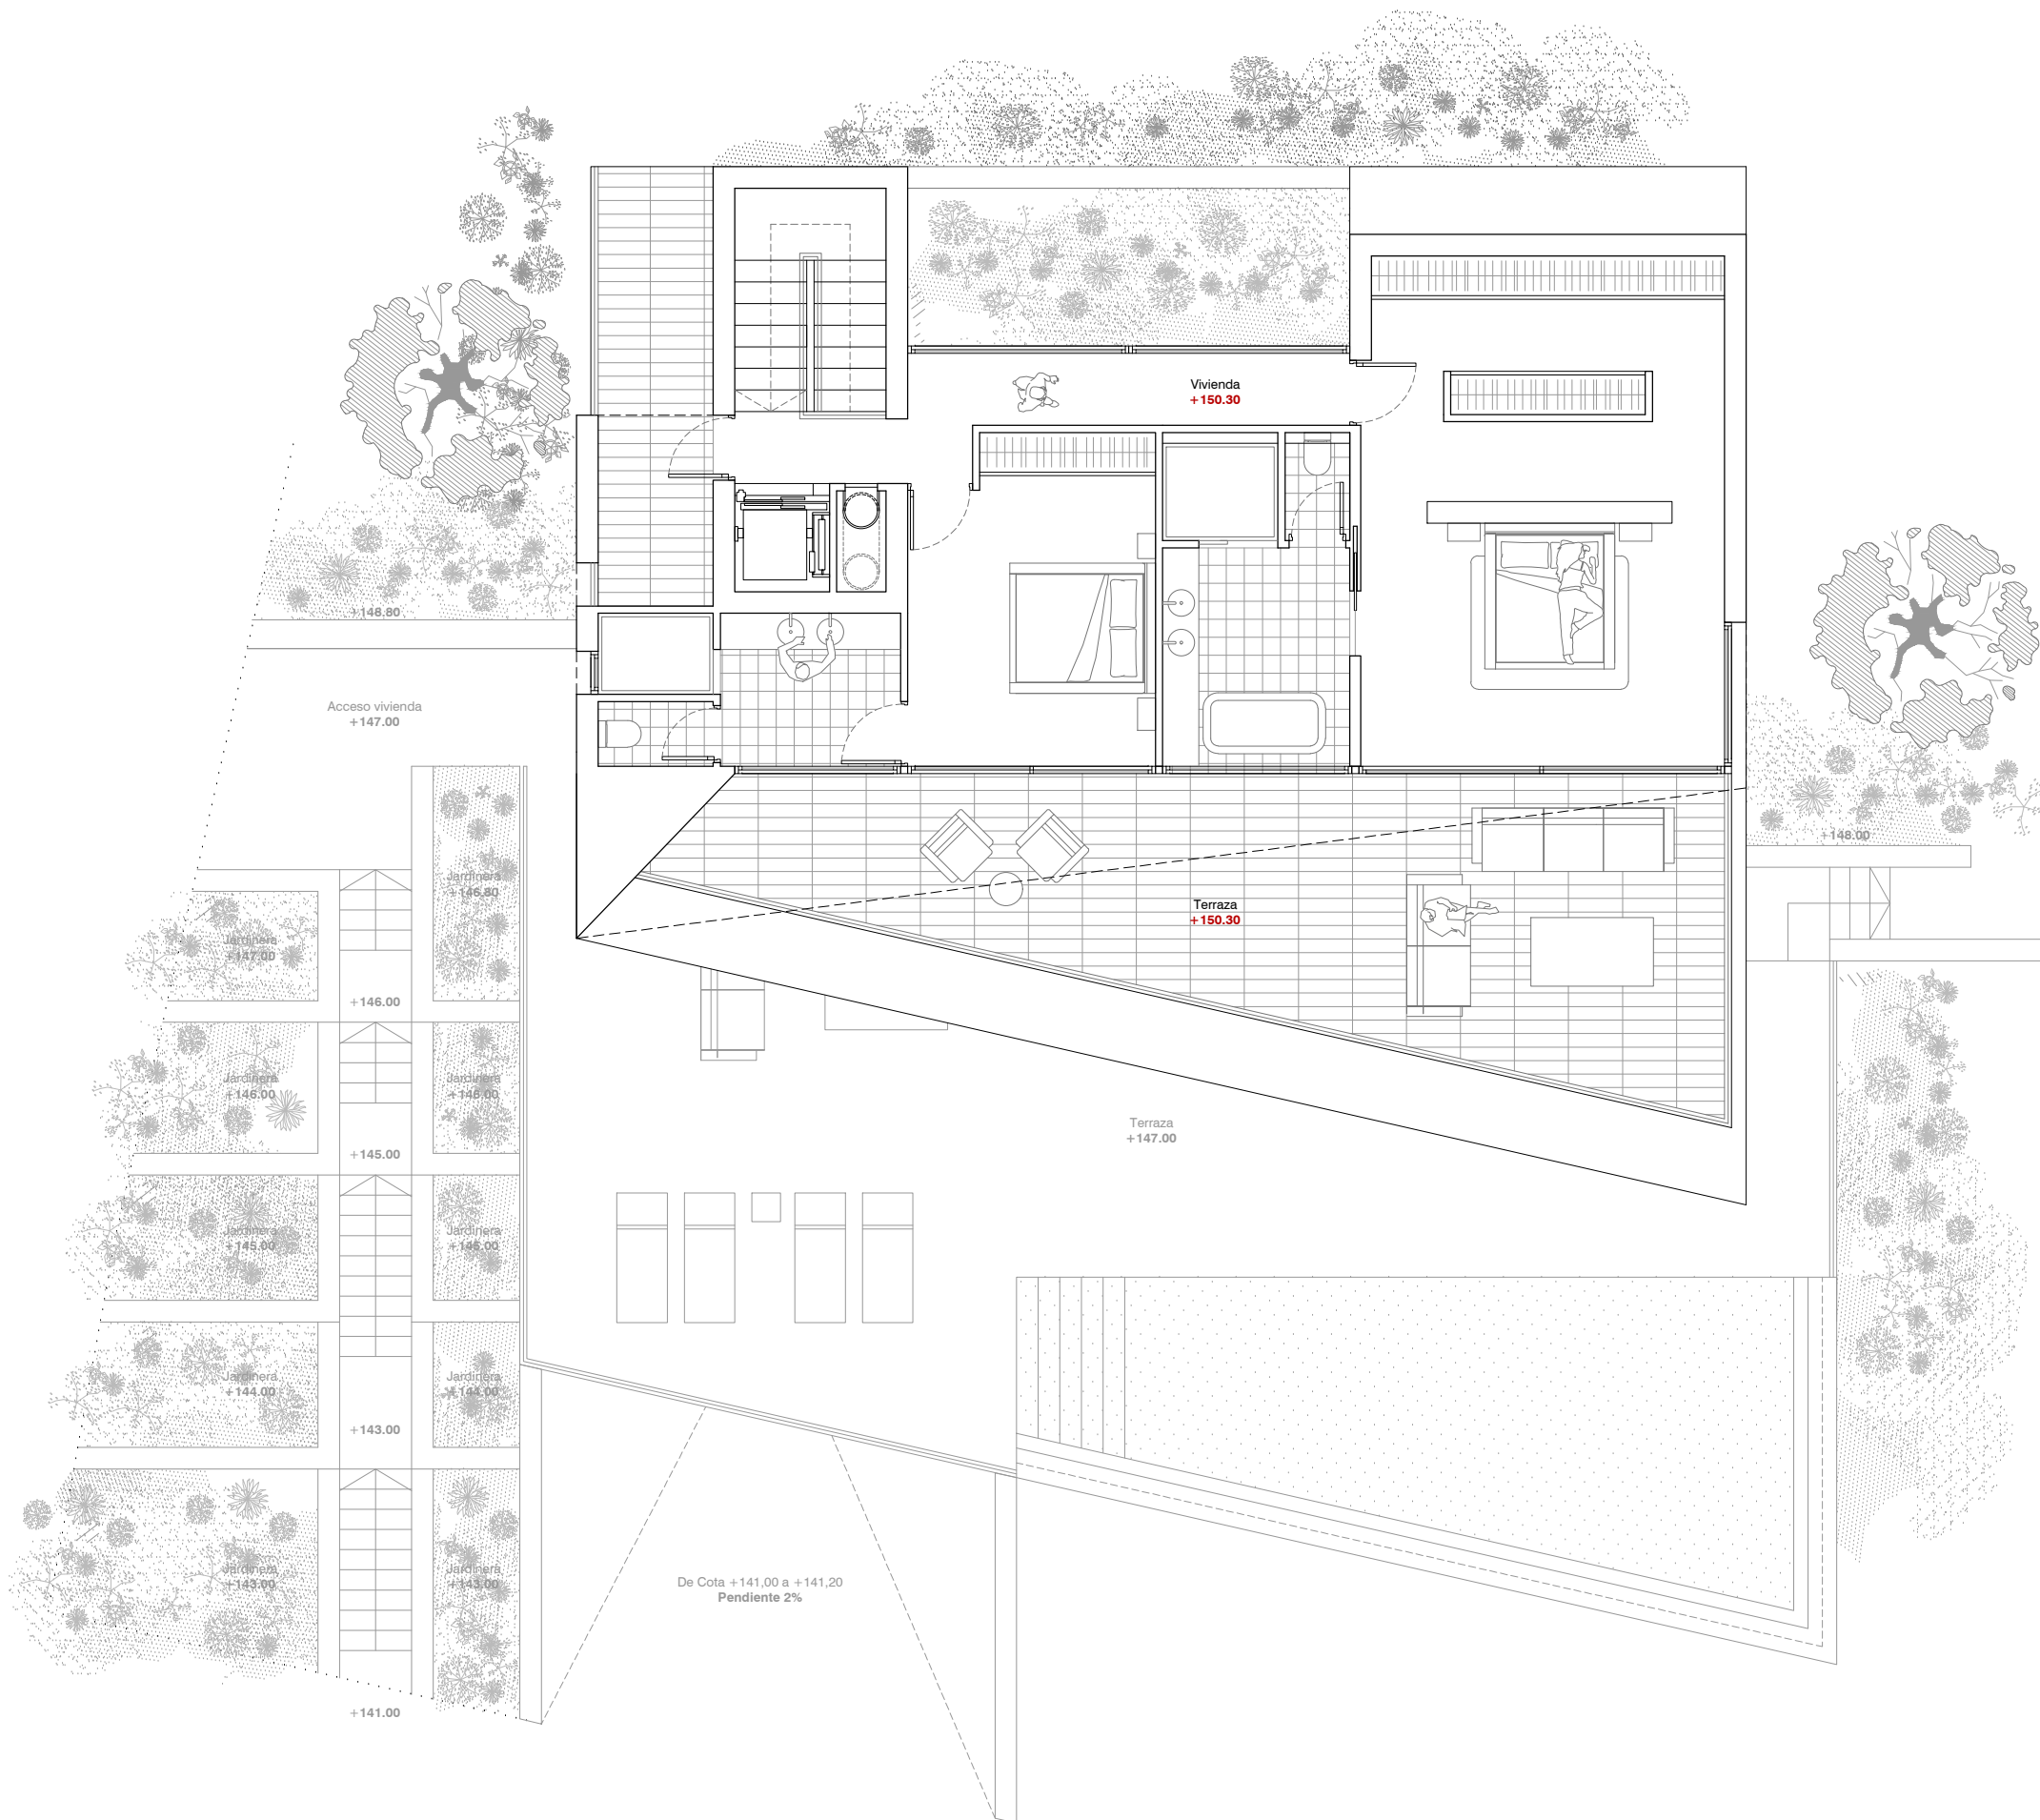 Vivienda
+150.30
+148.80
Acceso vivienda
+147.00
+148.00
Jardinera
+146.80
Terraza
+150.30
Jardinera
+147.00
+146.00
Jardinera
+146.00
Jardinera
+146.00
Terraza
+147.00
+145.00
Jardinera
+145.00
Jardinera
+145.00
Jardinera
+144.00
Jardinera
+144.00
+143.00
Jardinera
+143.00
Jardinera
+143.00
De Cota +141,00 a +141,20
Pendiente 2%
+141.00